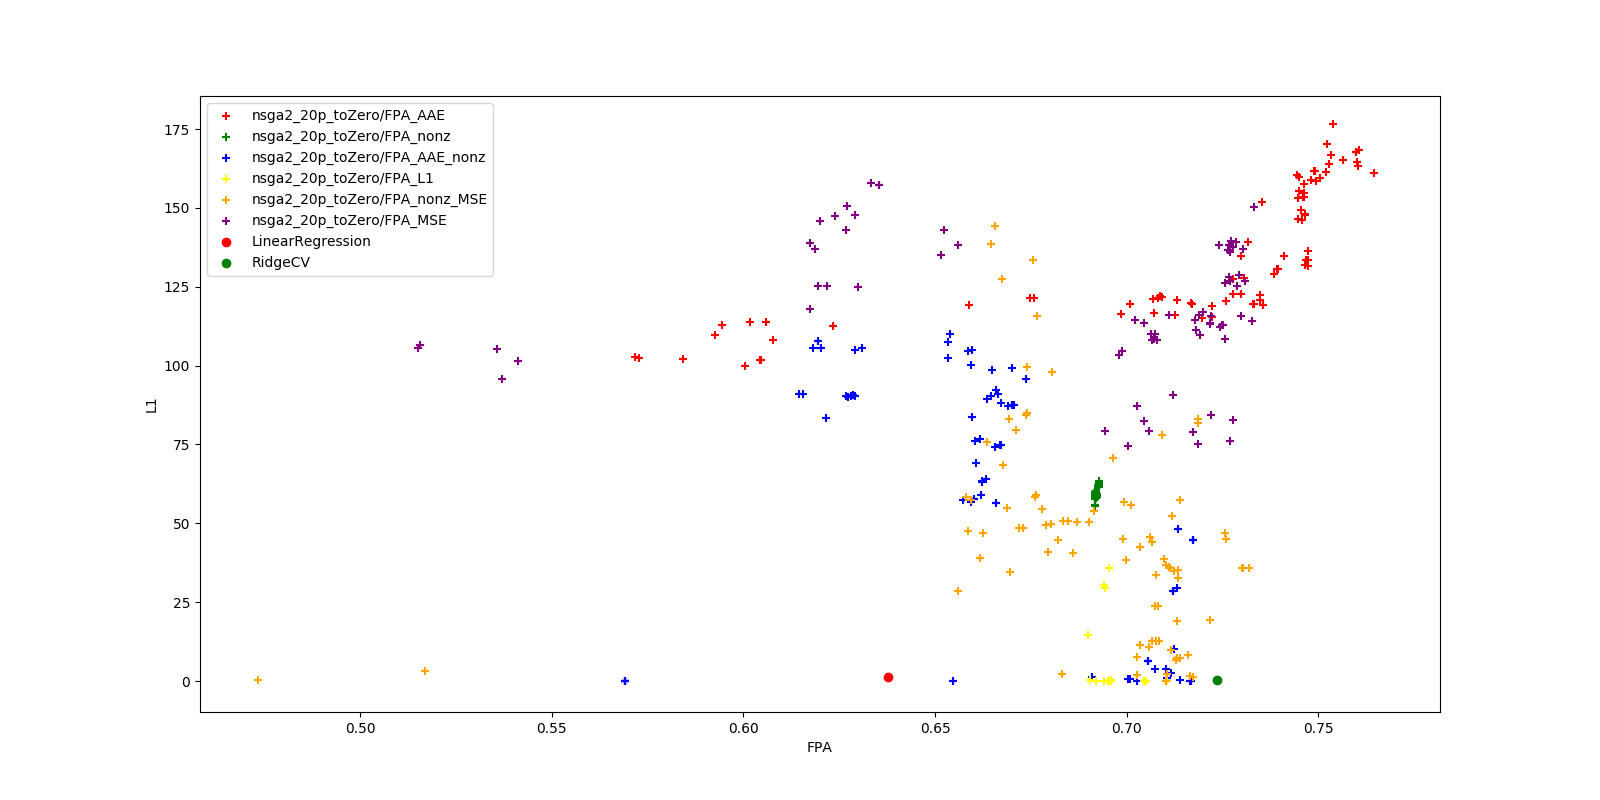 nsga2_20p_toZero/FPA_AAE
nsga2_20p_toZero/FPA_nonz
nsga2_20p_toZero/FPA_AAE_nonz
nsga2_20p_toZero/FPA_L1
nsga2_20p_toZero/FPA_nonz_MSE
nsga2_20p_toZero/FPA_MSE
LinearRegression
RidgeCV
175
150
125
100
75
50
25
0
L1
0.50 0.55 0.60 0.65 0.70 0.75
FPA